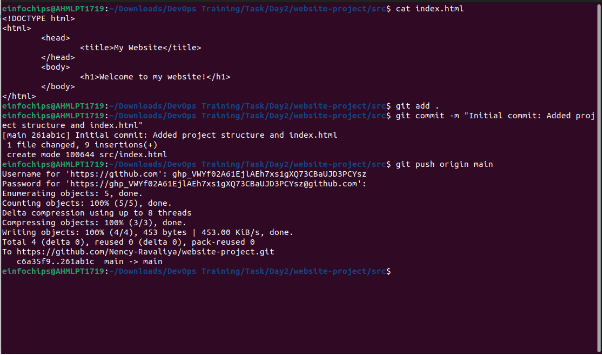 einfochips@AHMLPT1719:~/Downloads/DevOps Training/Task/Day2/website-project/src$ cat index.html
<!DOCTYPE html>
<html>
<head>
<title>My Website</title>
</head>
<body>
<h1>Welcome to my website!</h1>
</body>
</html>
einfochips@AHMLPT1719:~/Downloads/DevOps Training/Task/Day2/website-project/src$ git add .
einfochips@AHMLPT1719:~/Downloads/DevOps Training/Task/Day2/website-project/src$ git commit -m "Initial commit: Added proj
ect structure and index.html"
[main 261ab1c] Initial commit: Added project structure and index.html
1 file changed, 9 insertions(+)
create mode 100644 src/index.html
einfochips@AHMLPT1719:~/Downloads/DevOps Training/Task/Day2/website-project/src$ git push origin main
Username for 'https://github.com':
Password for 'https://@github.com':
Enumerating objects: 5, done.
Counting objects: 100% (5/5), done.
Delta compression using up to 8 threads
Compressing objects: 100% (3/3), done.
Writing objects: 100% (4/4), 453 bytes | 453.00 KiB/s, done.
Total 4 (delta 0), reused 0 (delta 0), pack-reused 0
To https://github.com/Nency-Ravaliya/website-project.git
c6a35f9..261ab1c  main -> main
einfochips@AHMLPT1719:~/Downloads/DevOps Training/Task/Day2/website-project/src$